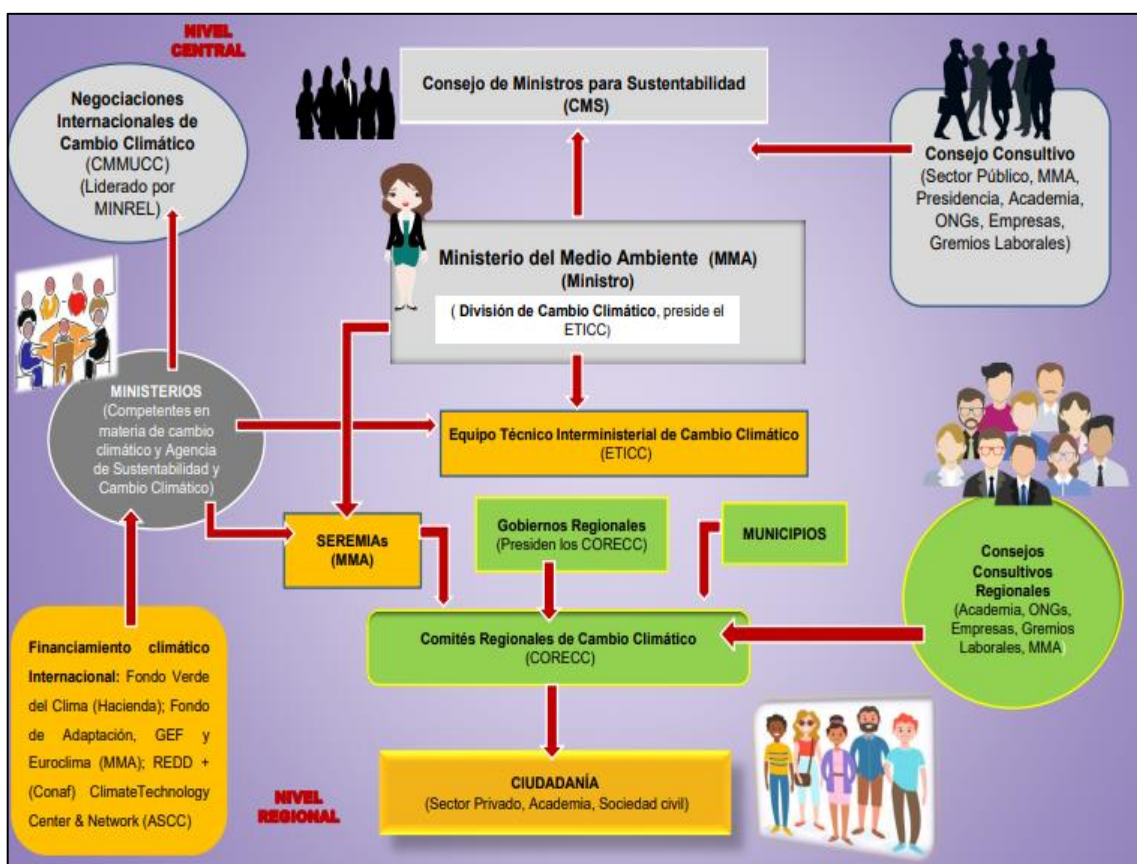 NIVEL
CENTRAL
Negociaciones
Internacionales de
Cambio Climático
(CMMUCC)
(Liderado por
MINREL)
Consejo de Ministros para Sustentabilidad
(CMS)
Consejo Consultivo
(Sector Público, MMA,
Presidencia, Academia,
ONGs, Empresas,
Gremios Laborales)
Ministerio del Medio Ambiente (MMA)
(Ministro)
( División de Cambio Climático, preside el
ETICC)
MINISTERIOS
(Competentes en
materia de cambio
climático y Agencia
de Sustentabilidad y
Cambio Climático)
Equipo Técnico Interministerial de Cambio Climático
(ETICC)
SEREMIAs
(MMA)
Gobiernos Regionales
(Presiden los CORECC)
MUNICIPIOS
Consejos
Consultivos
Regionales
(Academia, ONGs,
Empresas, Gremios
Laborales, MMA)
Comités Regionales de Cambio Climático
(CORECC)
Financiamiento climático
Internacional: Fondo Verde
del Clima (Hacienda); Fondo
de Adaptación, GEF y
Euroclima (MMA); REDD +
(Conaf) ClimateTechnology
Center & Network (ASCC)
CIUDADANÍA
(Sector Privado, Academia, Sociedad civil)
NIVEL
REGIONAL